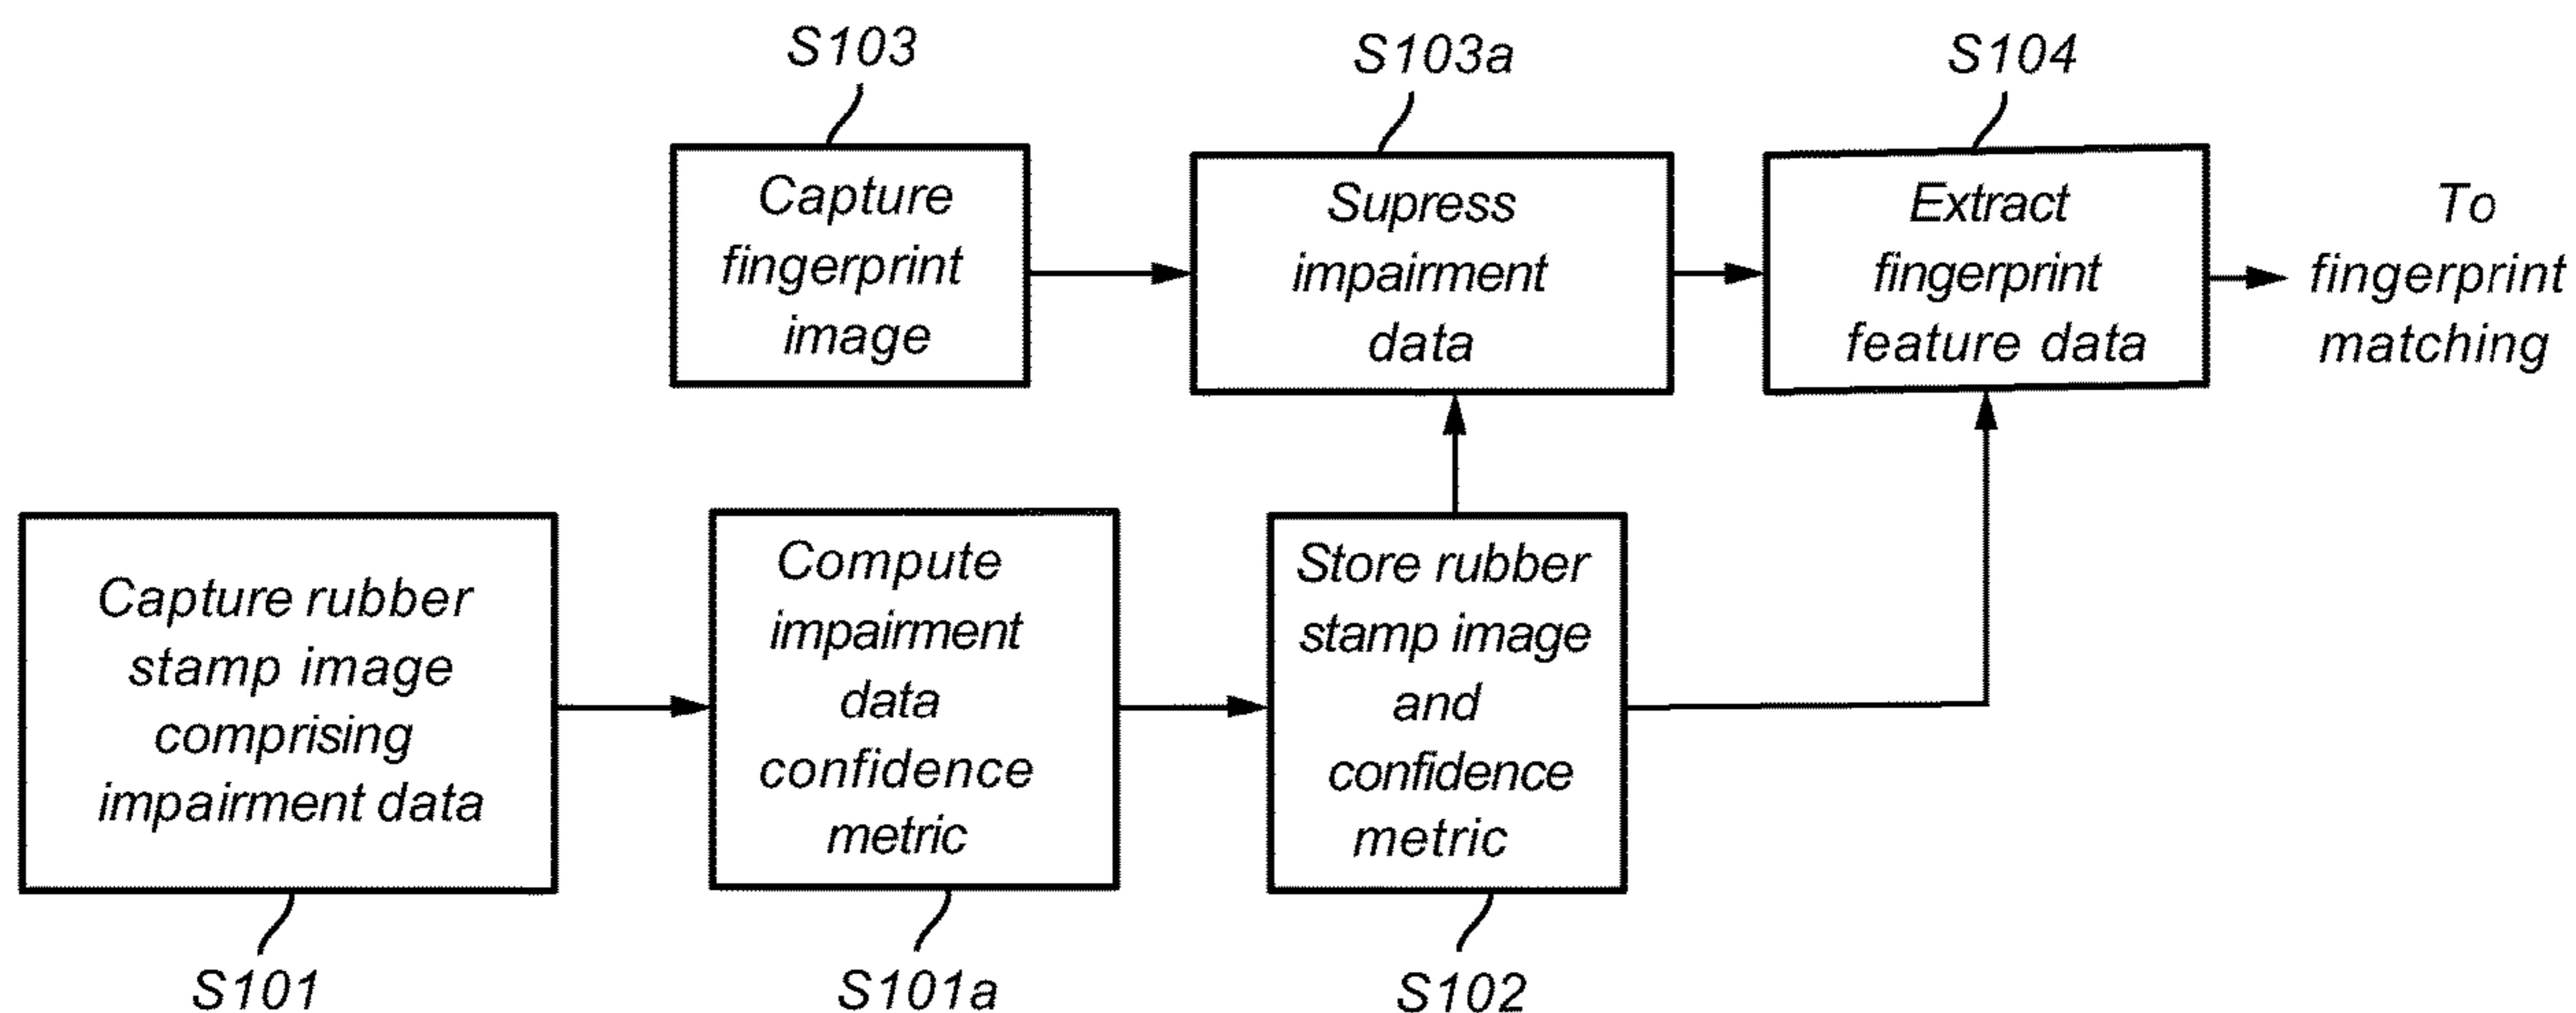 S103
S103a
S104
Capture
fingerprint
image
Supress
impairment
data
Extract
fingerprint
feature data
To
fingerprint
matching
Capture rubber
stamp image
comprising
impairment data
Compute
impairment
data
confidence
metric
Store rubber
stamp image
and
confidence
metric
S101
S101a
S102